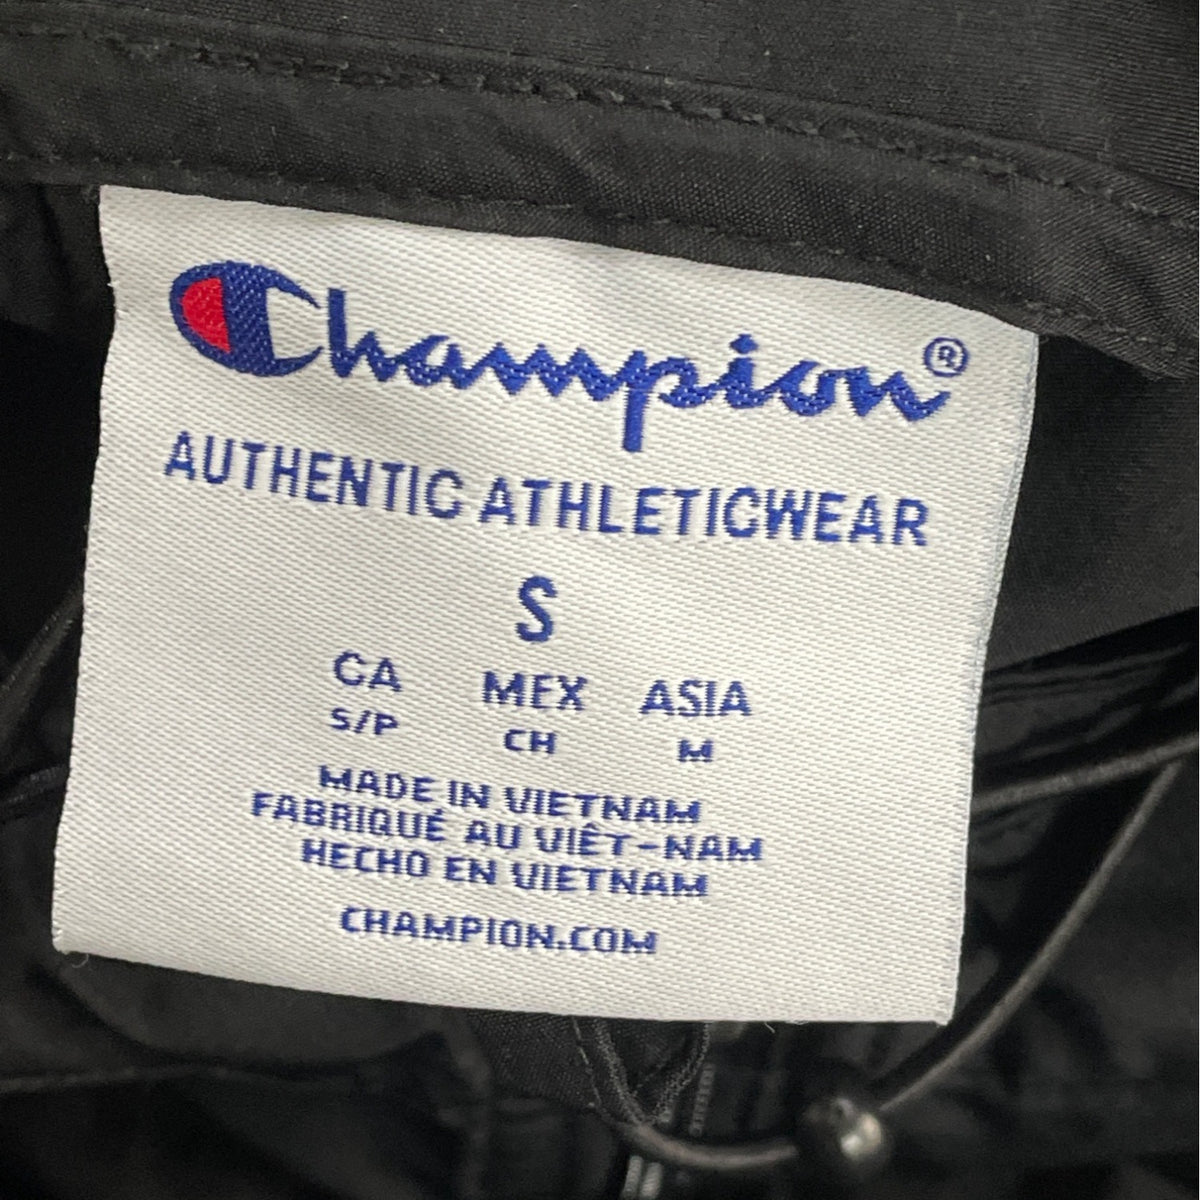 Champion®
AUTHENTIC ATHLETICWEAR
S
CA MEX ASIA
S/P CH M
MADE IN VIETNAM
FABRIQUÉ AU VIÊT-NAM
HECHO EN VIETNAM
CHAMPION.COM